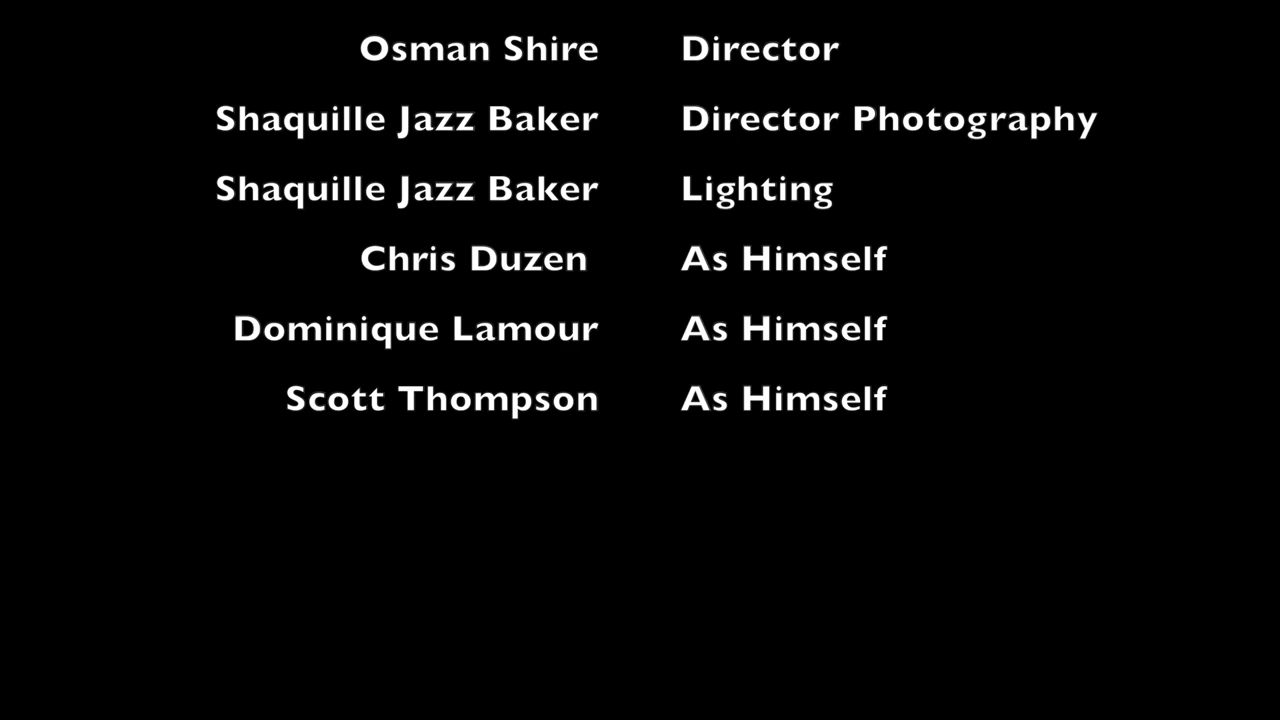 Osman Shire Director
Shaquille Jazz Baker Director Photography
Shaquille Jazz Baker Lighting
Chris Duzen As Himself
Dominique Lamour As Himself
Scott Thompson As Himself